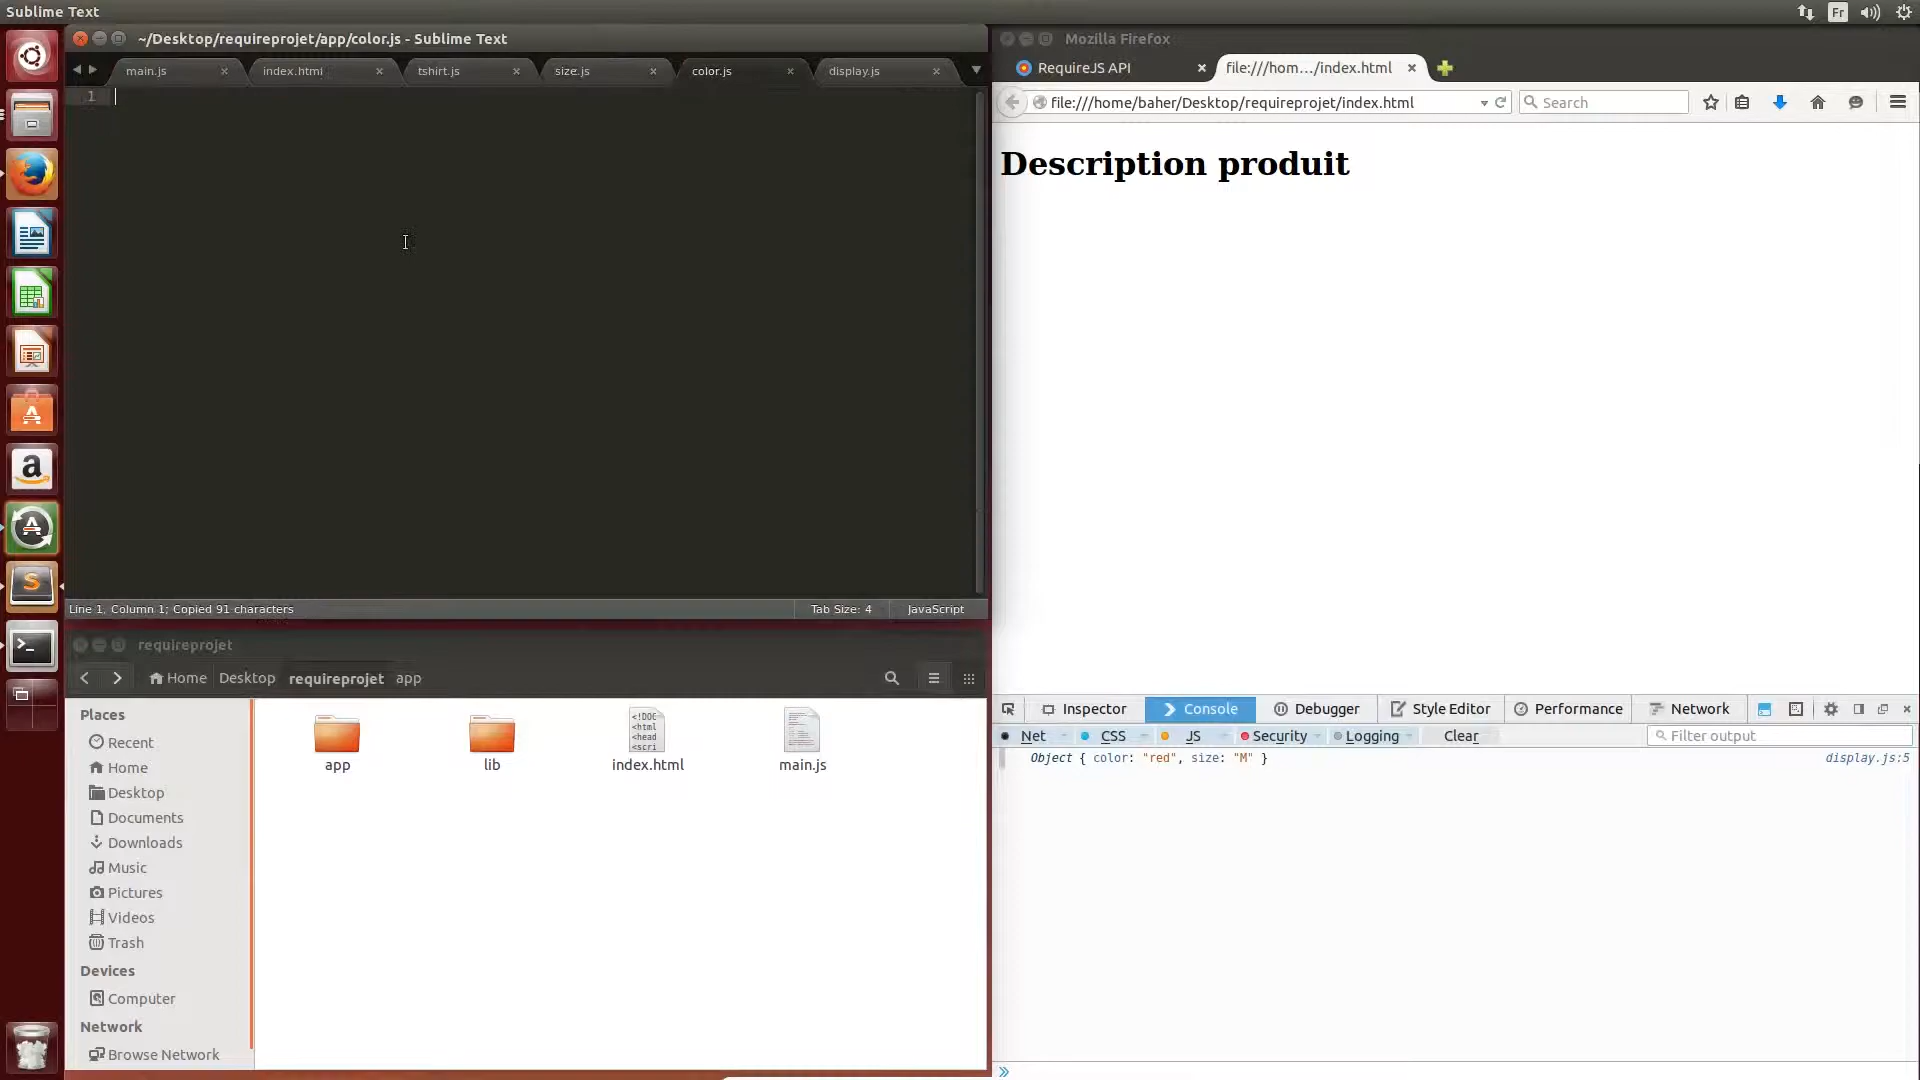 Sublime Text
Fr
~/Desktop/requireprojet/app/color.js - Sublime Text
main.js × index.html × tshirt.js × size.js × color.js × display.js ×
1
Line 1, Column 1; Copied 91 characters
Tab Size: 4
JavaScript
requireprojet
Home Desktop requireprojet app
Places
Recent
Home
Desktop
Documents
Downloads
Music
Pictures
Videos
Trash
Devices
Computer
Network
Browse Network
app
lib
<!DOC
<html
<head
<scri
index.html
main.js
Mozilla Firefox
RequireJS API ×
file:///hom.../index.html ×
file:///home/baher/Desktop/requireprojet/index.html
Search
Description produit
Inspector Console Debugger Style Editor Performance Network
Net CSS JS Security Logging Clear
Filter output
Object { color: "red", size: "M" }
display.js:5
»